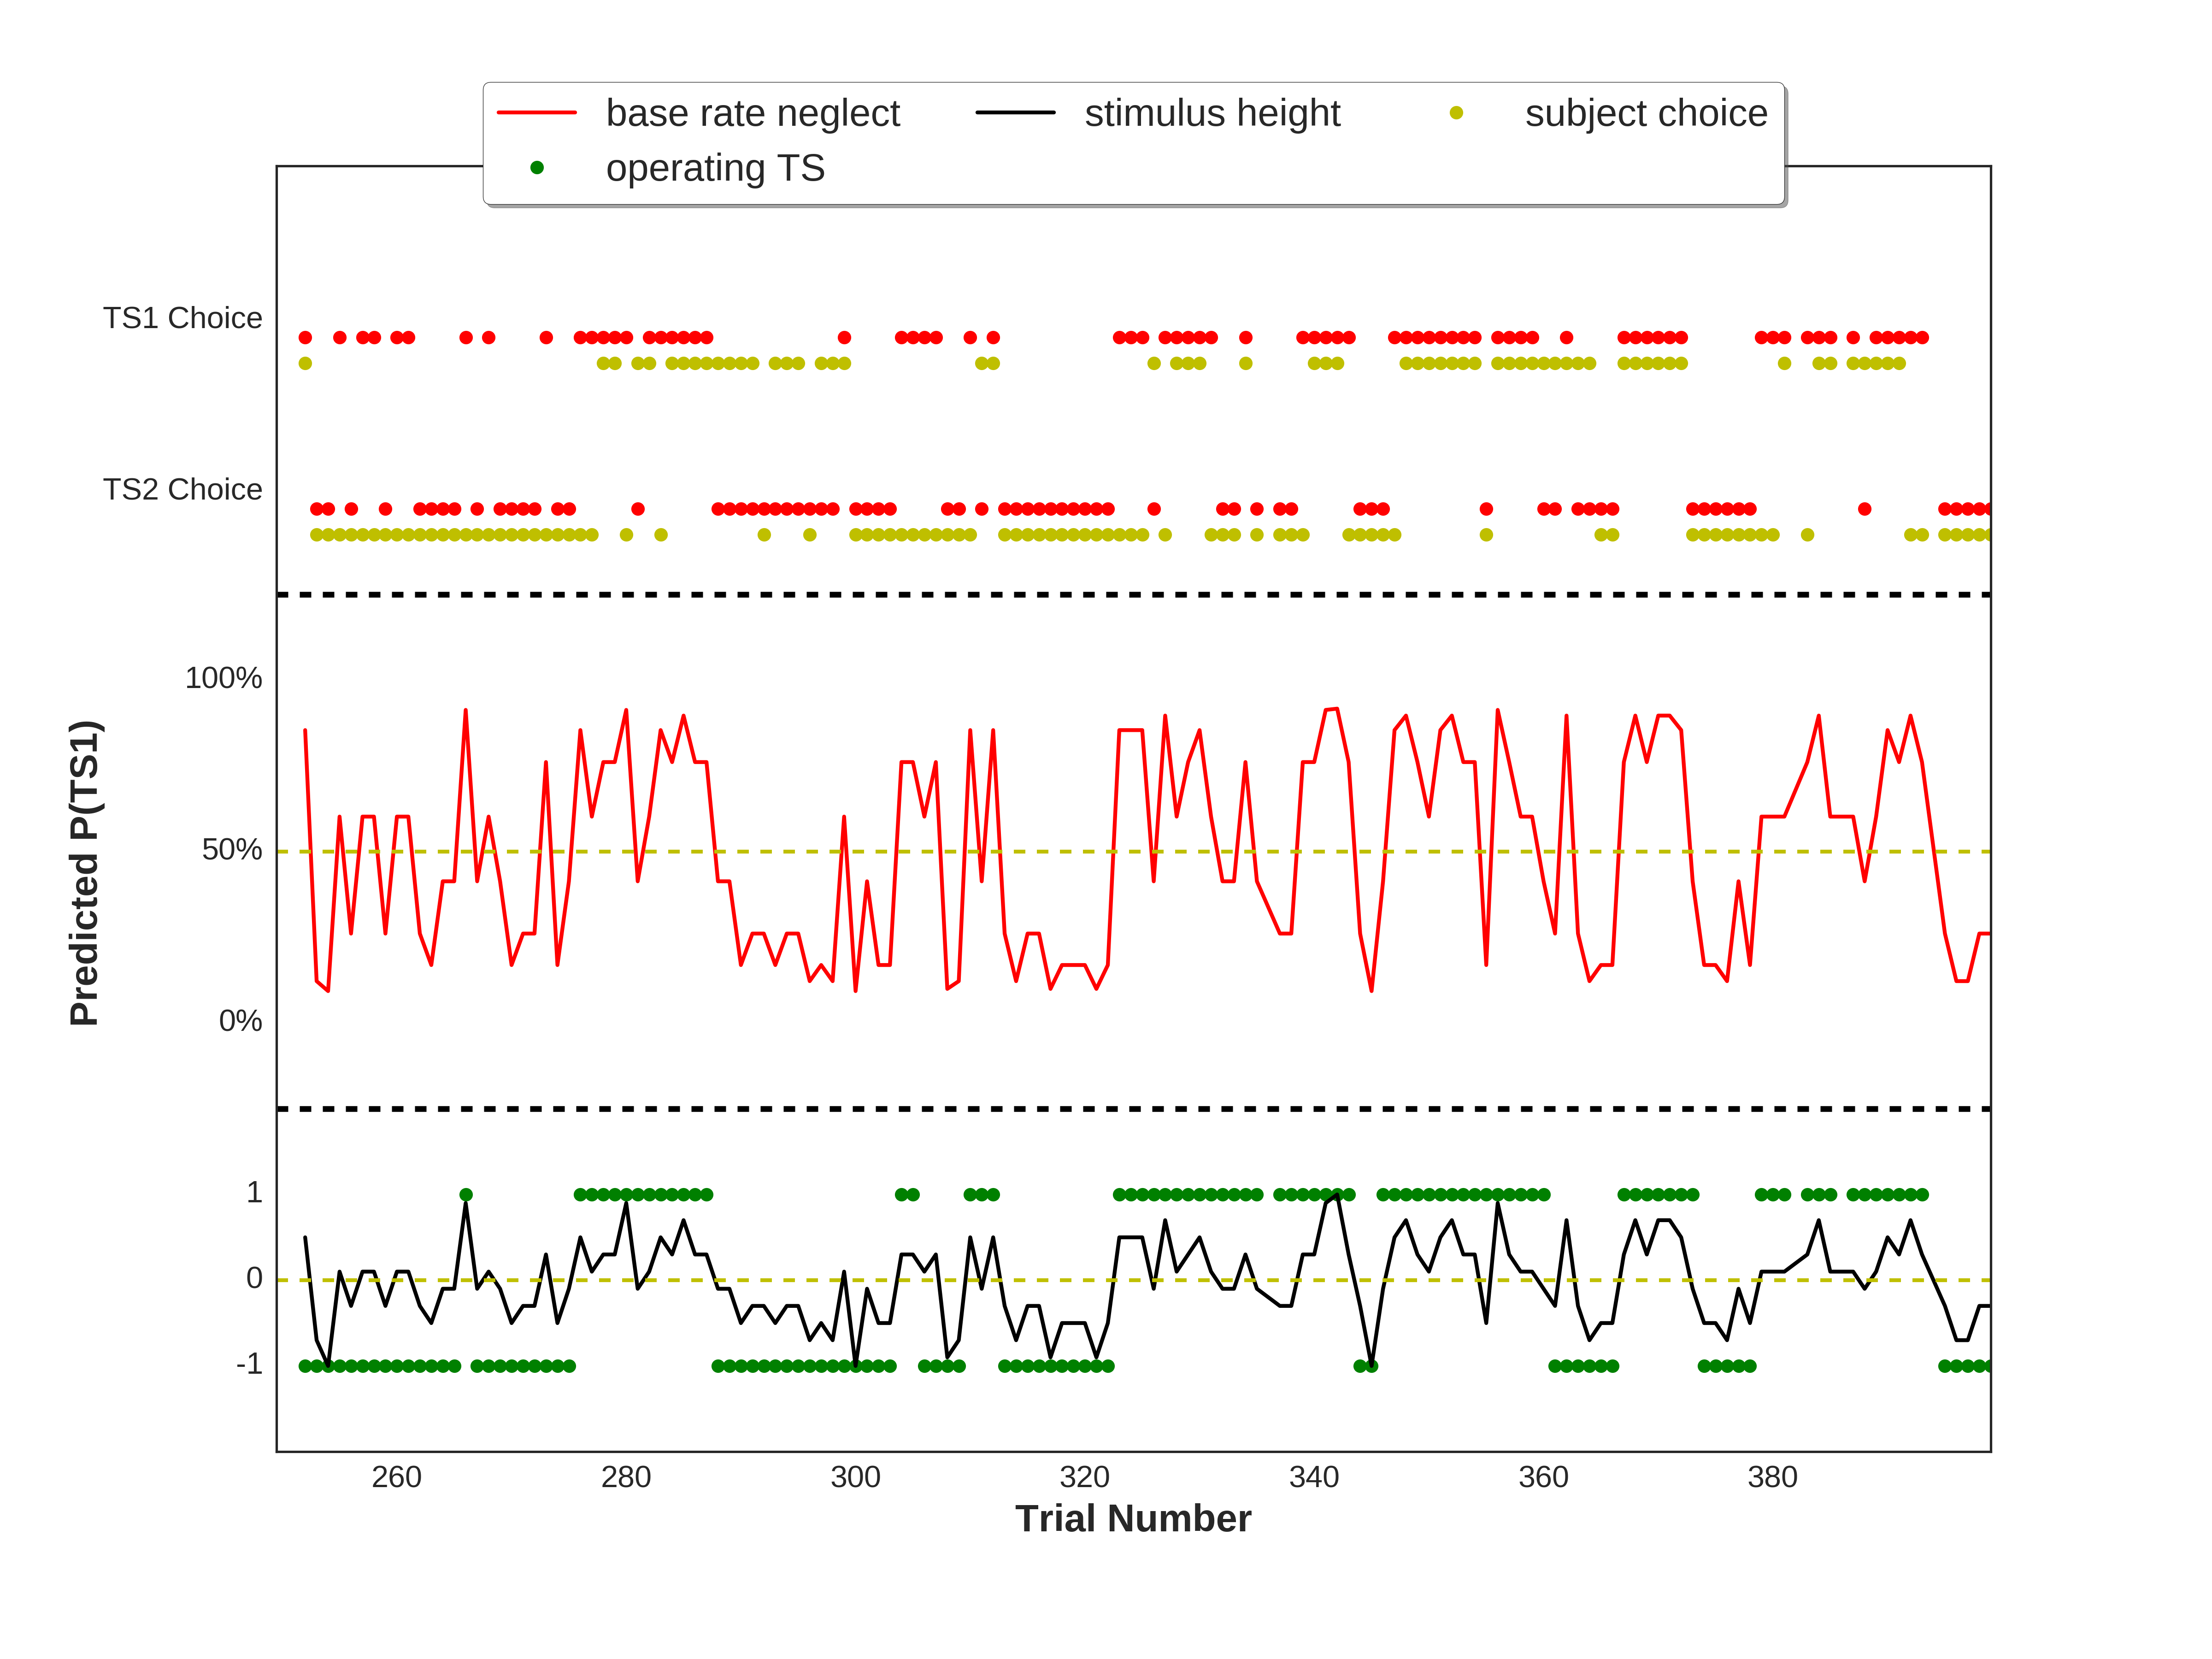 base rate neglect stimulus height subject choice
operating TS
TS1 Choice
TS2 Choice
100%
50%
0%
Predicted P(TS1)
1
0
-1
260 280 300 320 340 360 380
Trial Number